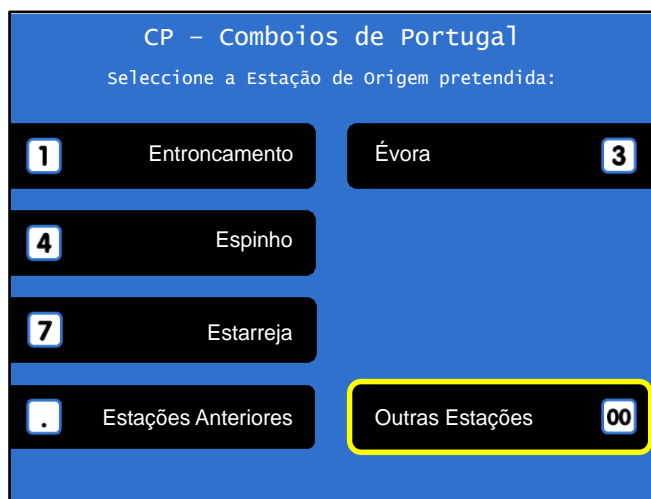 CP – Comboios de Portugal
Seleccione a Estação de Origem pretendida:
1 Entroncamento
Évora 3
4 Espinho
7 Estarreja
. Estações Anteriores
Outras Estações 00